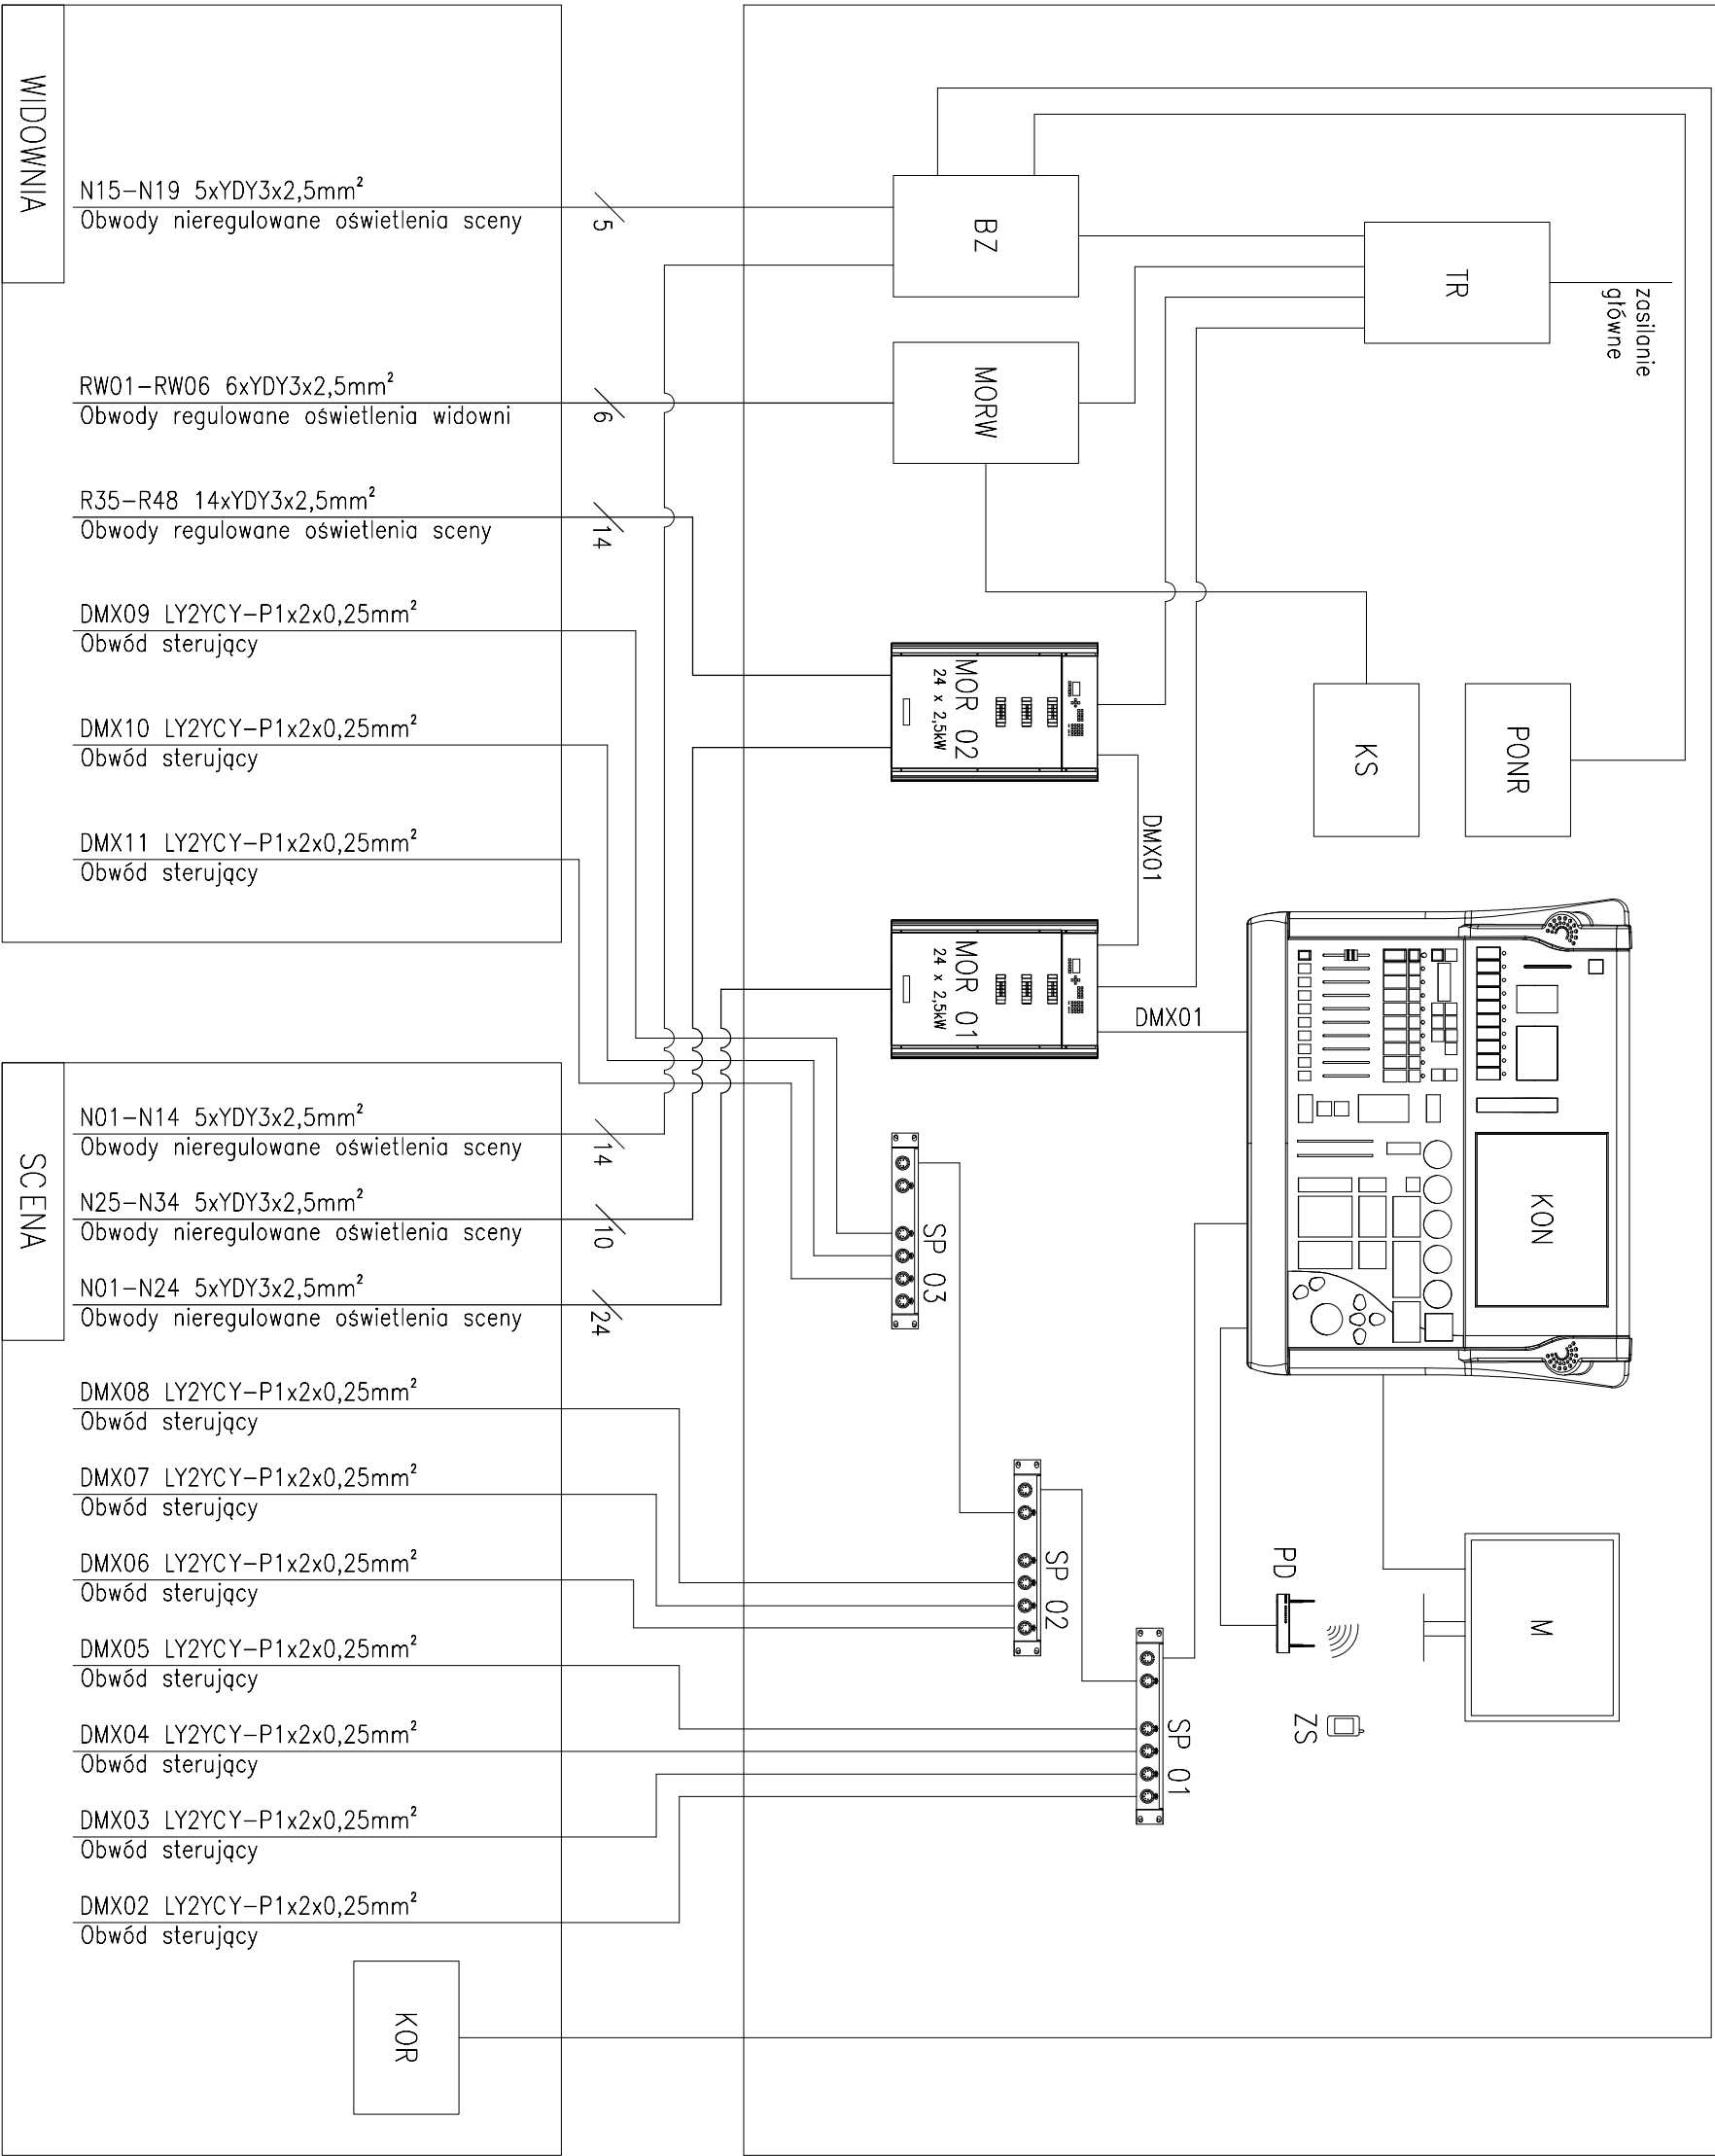 WIDOWNIA
N15-N19 5xYDY3x2,5mm²
Obwody nieregulowane oświetlenia sceny
5
RW01-RW06 6xYDY3x2,5mm²
Obwody regulowane oświetlenia widowni
6
R35-R48 14xYDY3x2,5mm²
Obwody regulowane oświetlenia sceny
14
DMX09 LY2YCY-P1x2x0,25mm²
Obwód sterujący
DMX10 LY2YCY-P1x2x0,25mm²
Obwód sterujący
DMX11 LY2YCY-P1x2x0,25mm²
Obwód sterujący
SCENA
N01-N14 5xYDY3x2,5mm²
Obwody nieregulowane oświetlenia sceny
14
N25-N34 5xYDY3x2,5mm²
Obwody nieregulowane oświetlenia sceny
10
N01-N24 5xYDY3x2,5mm²
Obwody nieregulowane oświetlenia sceny
24
DMX08 LY2YCY-P1x2x0,25mm²
Obwód sterujący
DMX07 LY2YCY-P1x2x0,25mm²
Obwód sterujący
DMX06 LY2YCY-P1x2x0,25mm²
Obwód sterujący
DMX05 LY2YCY-P1x2x0,25mm²
Obwód sterujący
DMX04 LY2YCY-P1x2x0,25mm²
Obwód sterujący
DMX03 LY2YCY-P1x2x0,25mm²
Obwód sterujący
DMX02 LY2YCY-P1x2x0,25mm²
Obwód sterujący
KOR
BZ
TR
zasilanie
główne
MORW
MOR 02
24 x 2,5kW
KS
PONR
DMX01
MOR 01
24 x 2,5kW
DMX01
KON
SP 03
SP 02
SP 01
PD
ZS
M